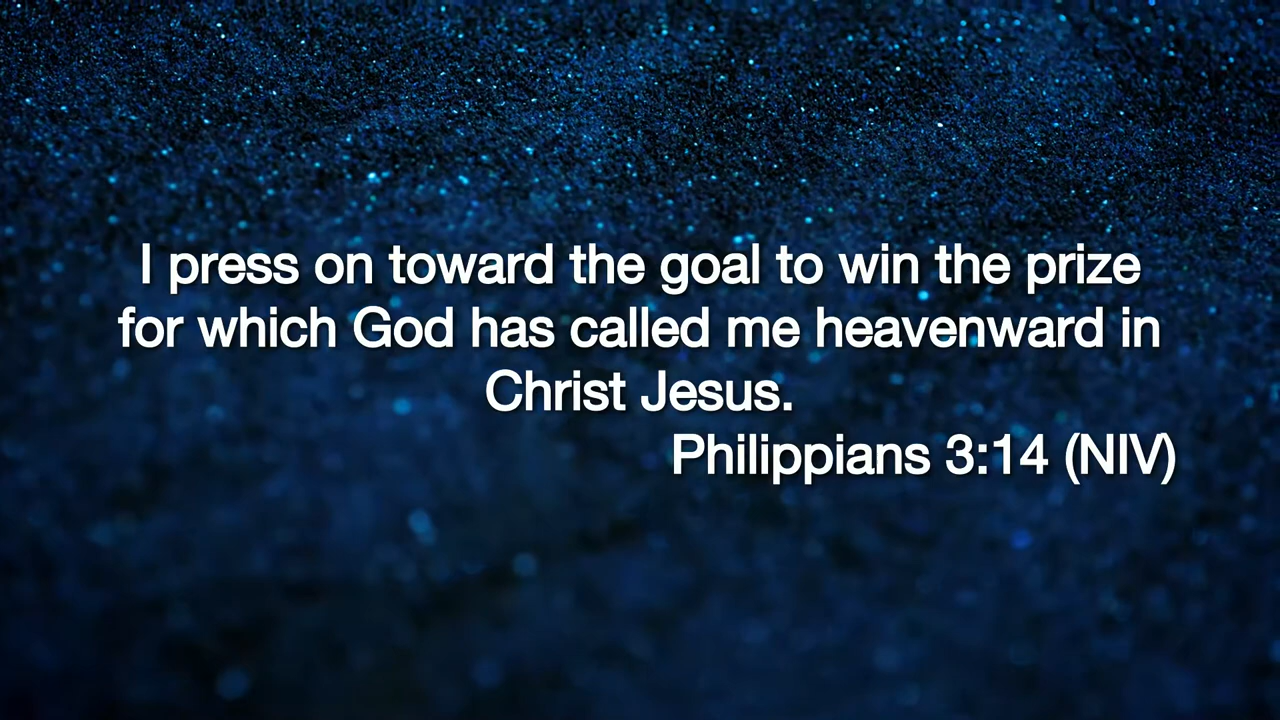 I press on toward the goal to win the prize
for which God has called me heavenward in
Christ Jesus.
Philippians 3:14 (NIV)